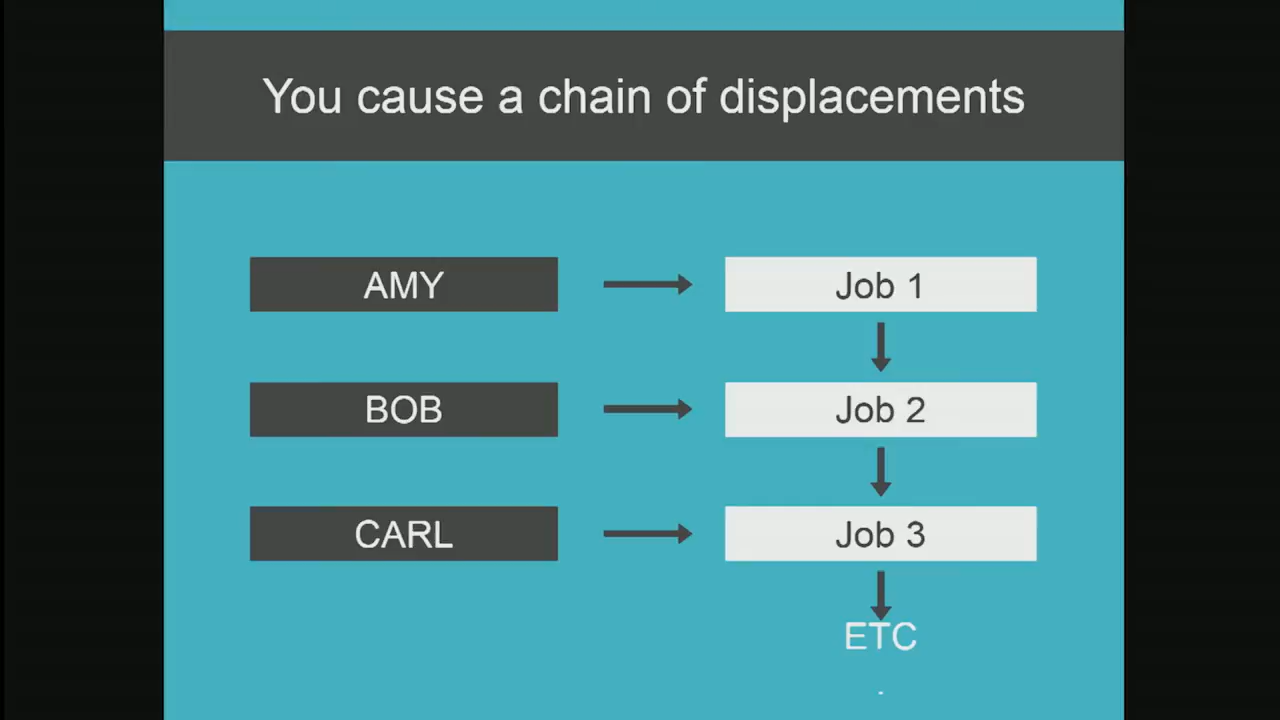 You cause a chain of displacements
AMY
Job 1
BOB
Job 2
CARL
Job 3
ETC
.